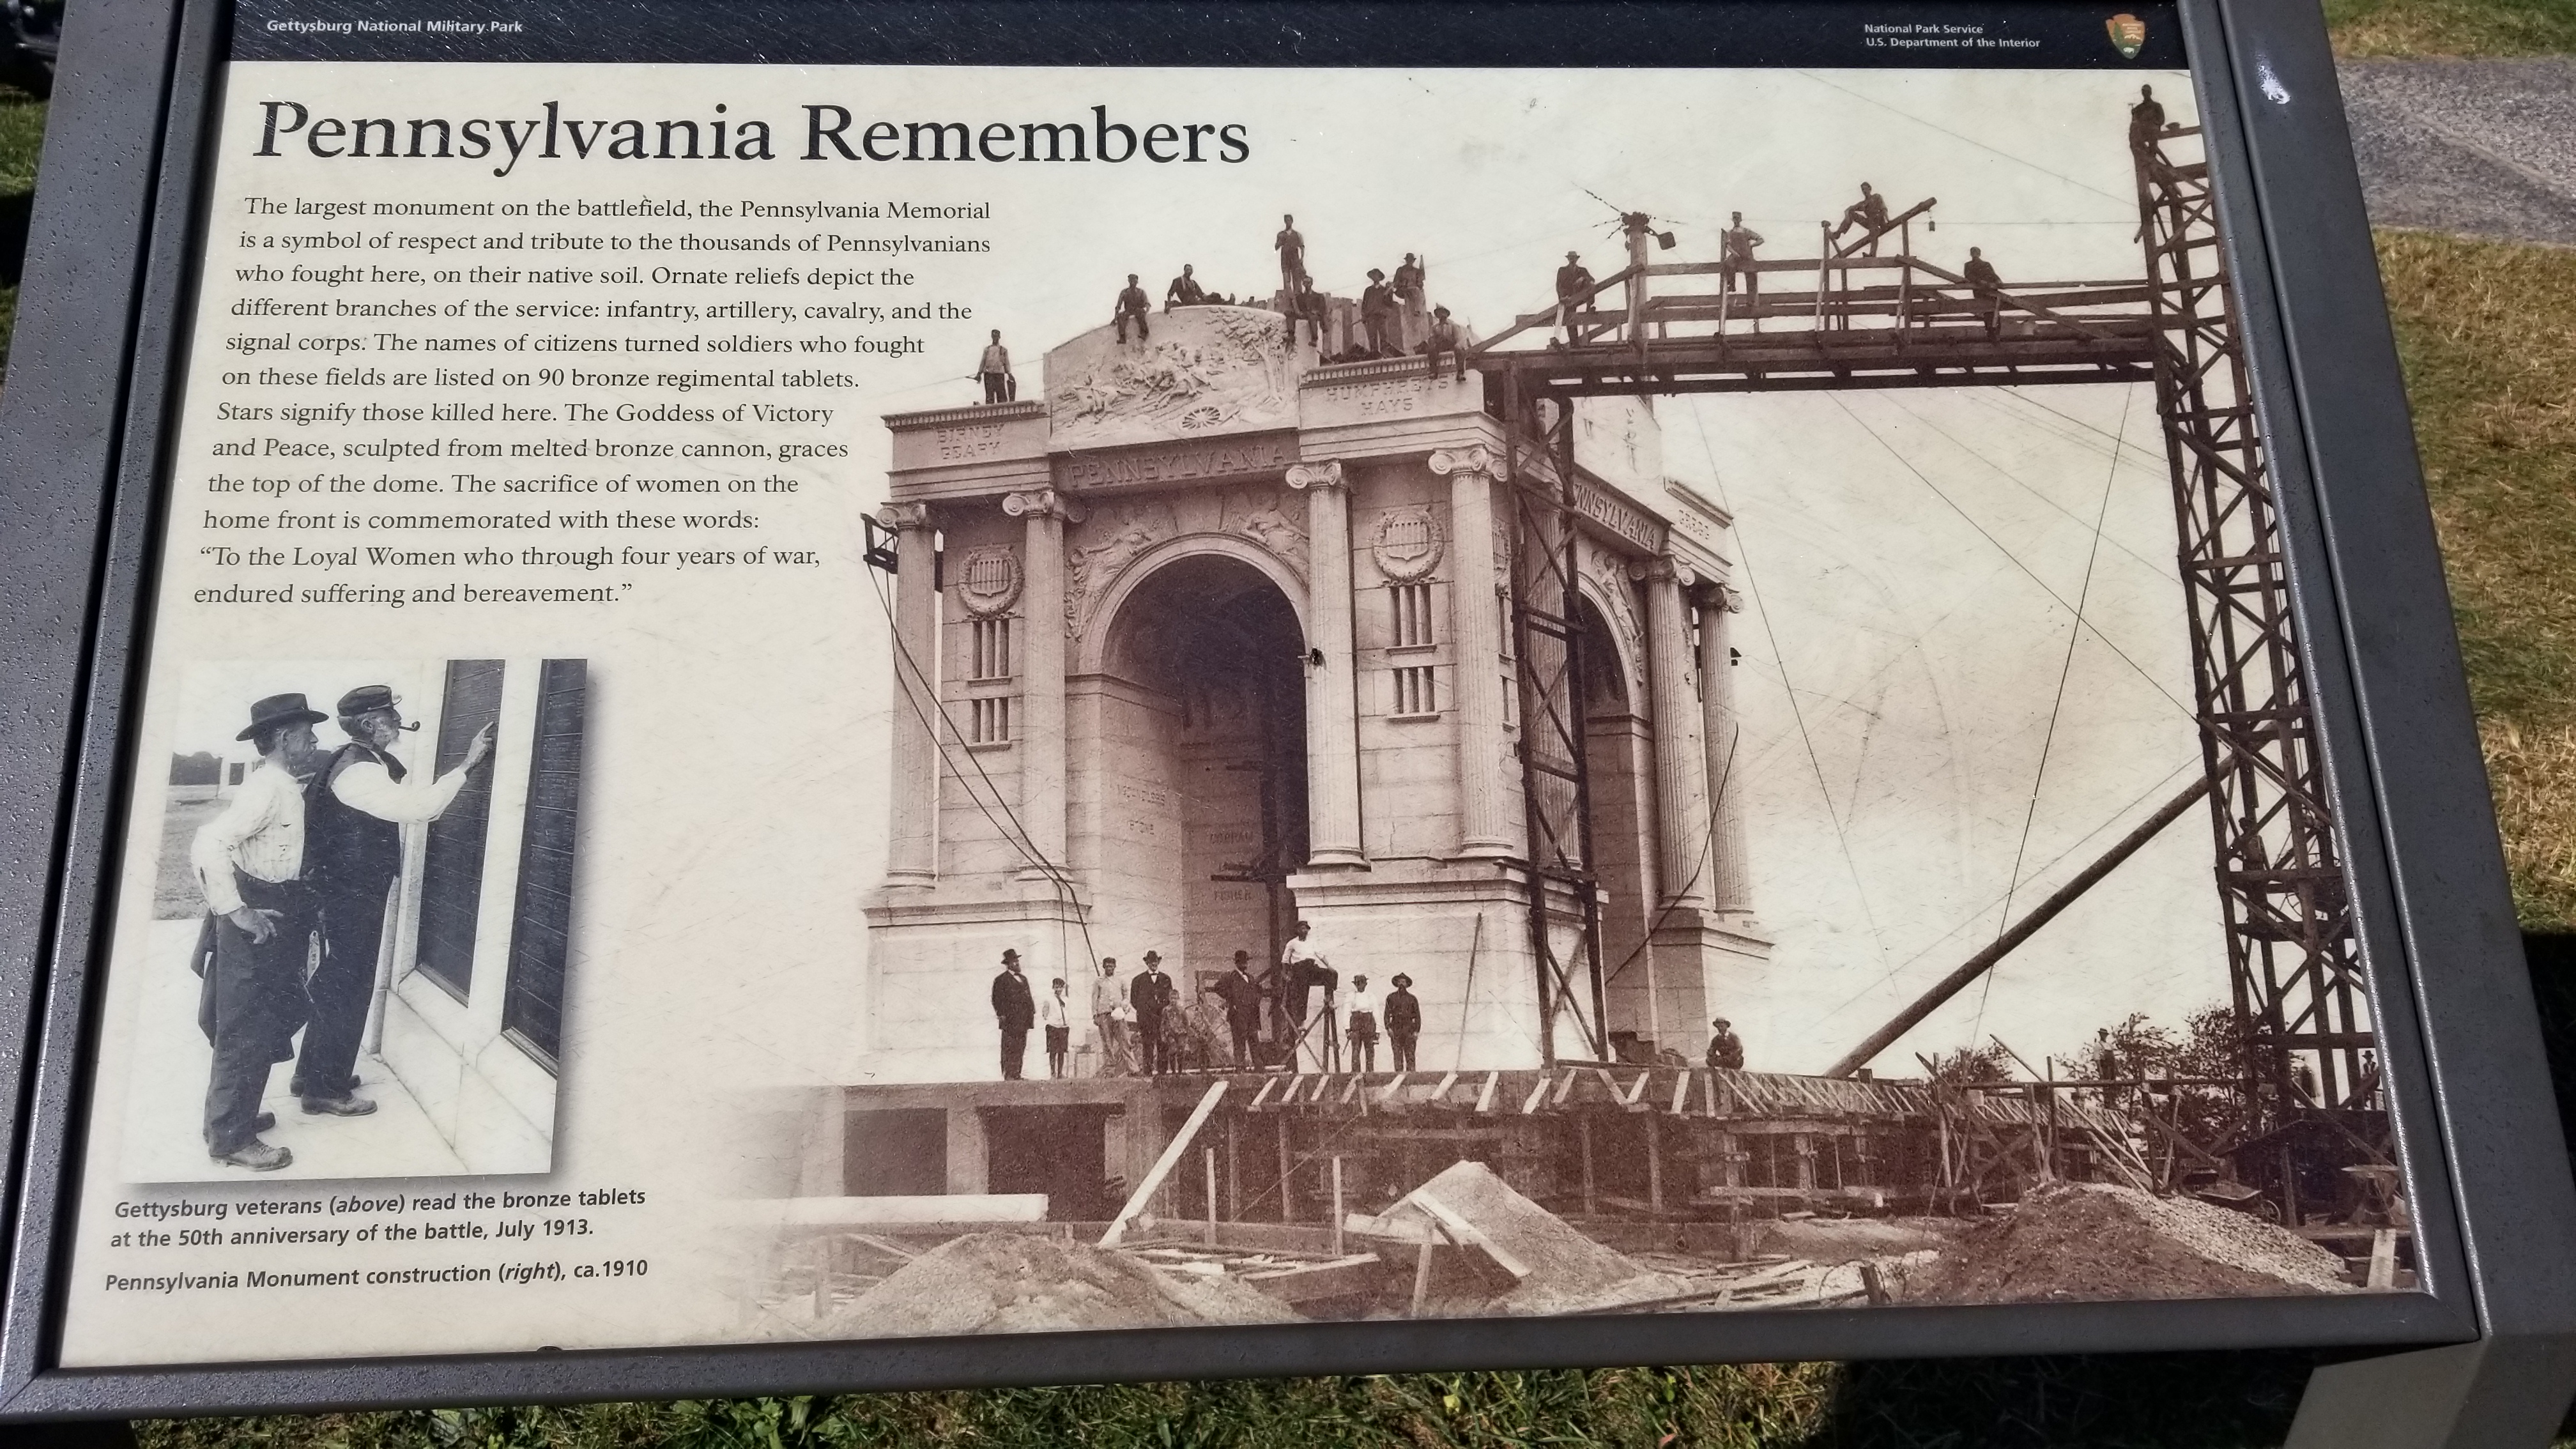 Gettysburg National Military Park
National Park Service
U.S. Department of the Interior
Pennsylvania Remembers
The largest monument on the battlefield, the Pennsylvania Memorial
is a symbol of respect and tribute to the thousands of Pennsylvanians
who fought here, on their native soil. Ornate reliefs depict the
different branches of the service: infantry, artillery, cavalry, and the
signal corps. The names of citizens turned soldiers who fought
on these fields are listed on 90 bronze regimental tablets.
Stars signify those killed here. The Goddess of Victory
and Peace, sculpted from melted bronze cannon, graces
the top of the dome. The sacrifice of women on the
home front is commemorated with these words:
“To the Loyal Women who through four years of war,
endured suffering and bereavement.”
HUMPHREYS
HAYS
BIRNEY
GEARY
PENNSYLVANIA
NNSYLVANIA
Gettysburg veterans (above) read the bronze tablets
at the 50th anniversary of the battle, July 1913.
Pennsylvania Monument construction (right), ca.1910